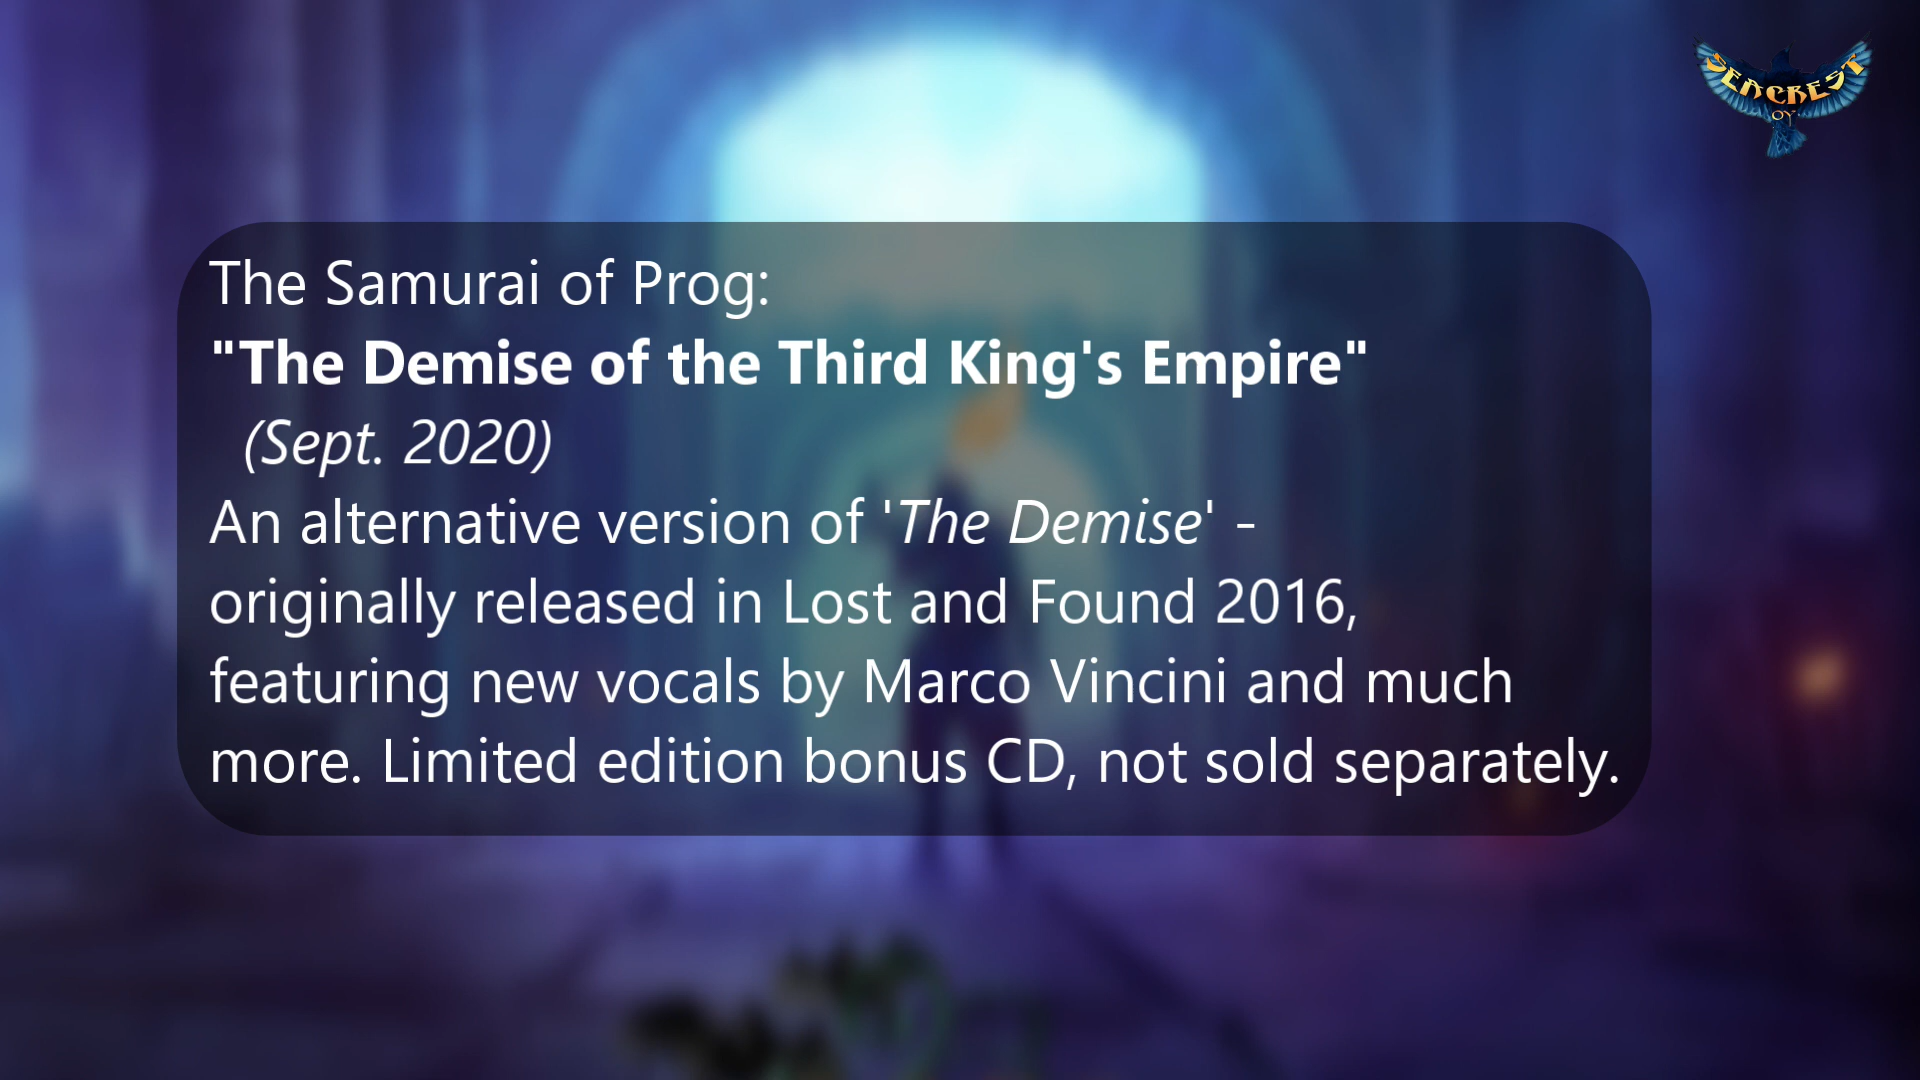 SEACREST
OY
The Samurai of Prog:
"The Demise of the Third King's Empire"
(Sept. 2020)
An alternative version of 'The Demise' -
originally released in Lost and Found 2016,
featuring new vocals by Marco Vincini and much
more. Limited edition bonus CD, not sold separately.